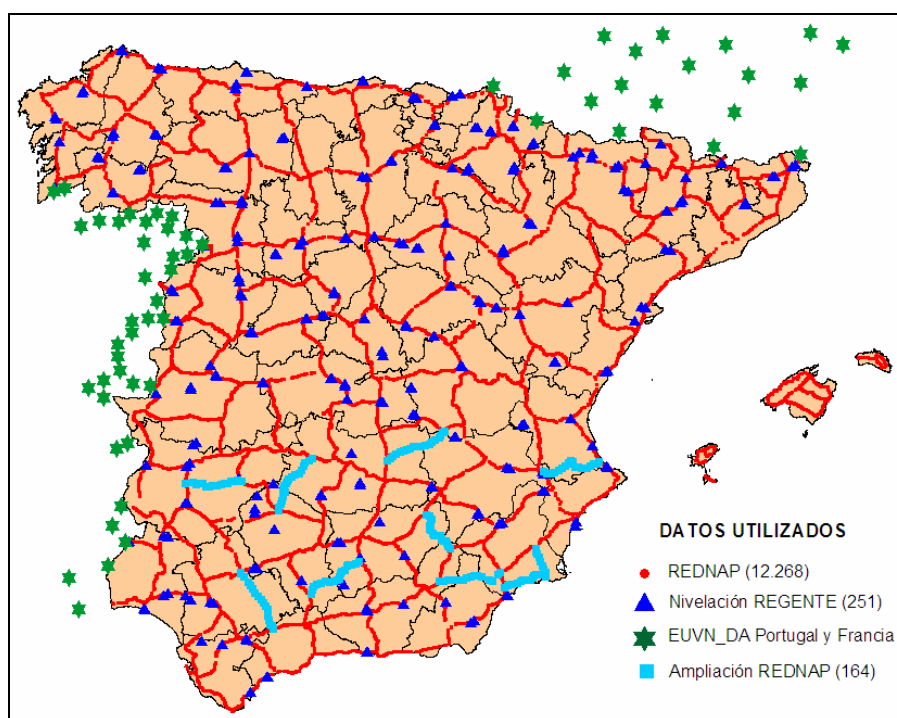 DATOS UTILIZADOS
REDNAP (12.268)
Nivelación REGENTE (251)
EUVN_DA Portugal y Francia
Ampliación REDNAP (164)